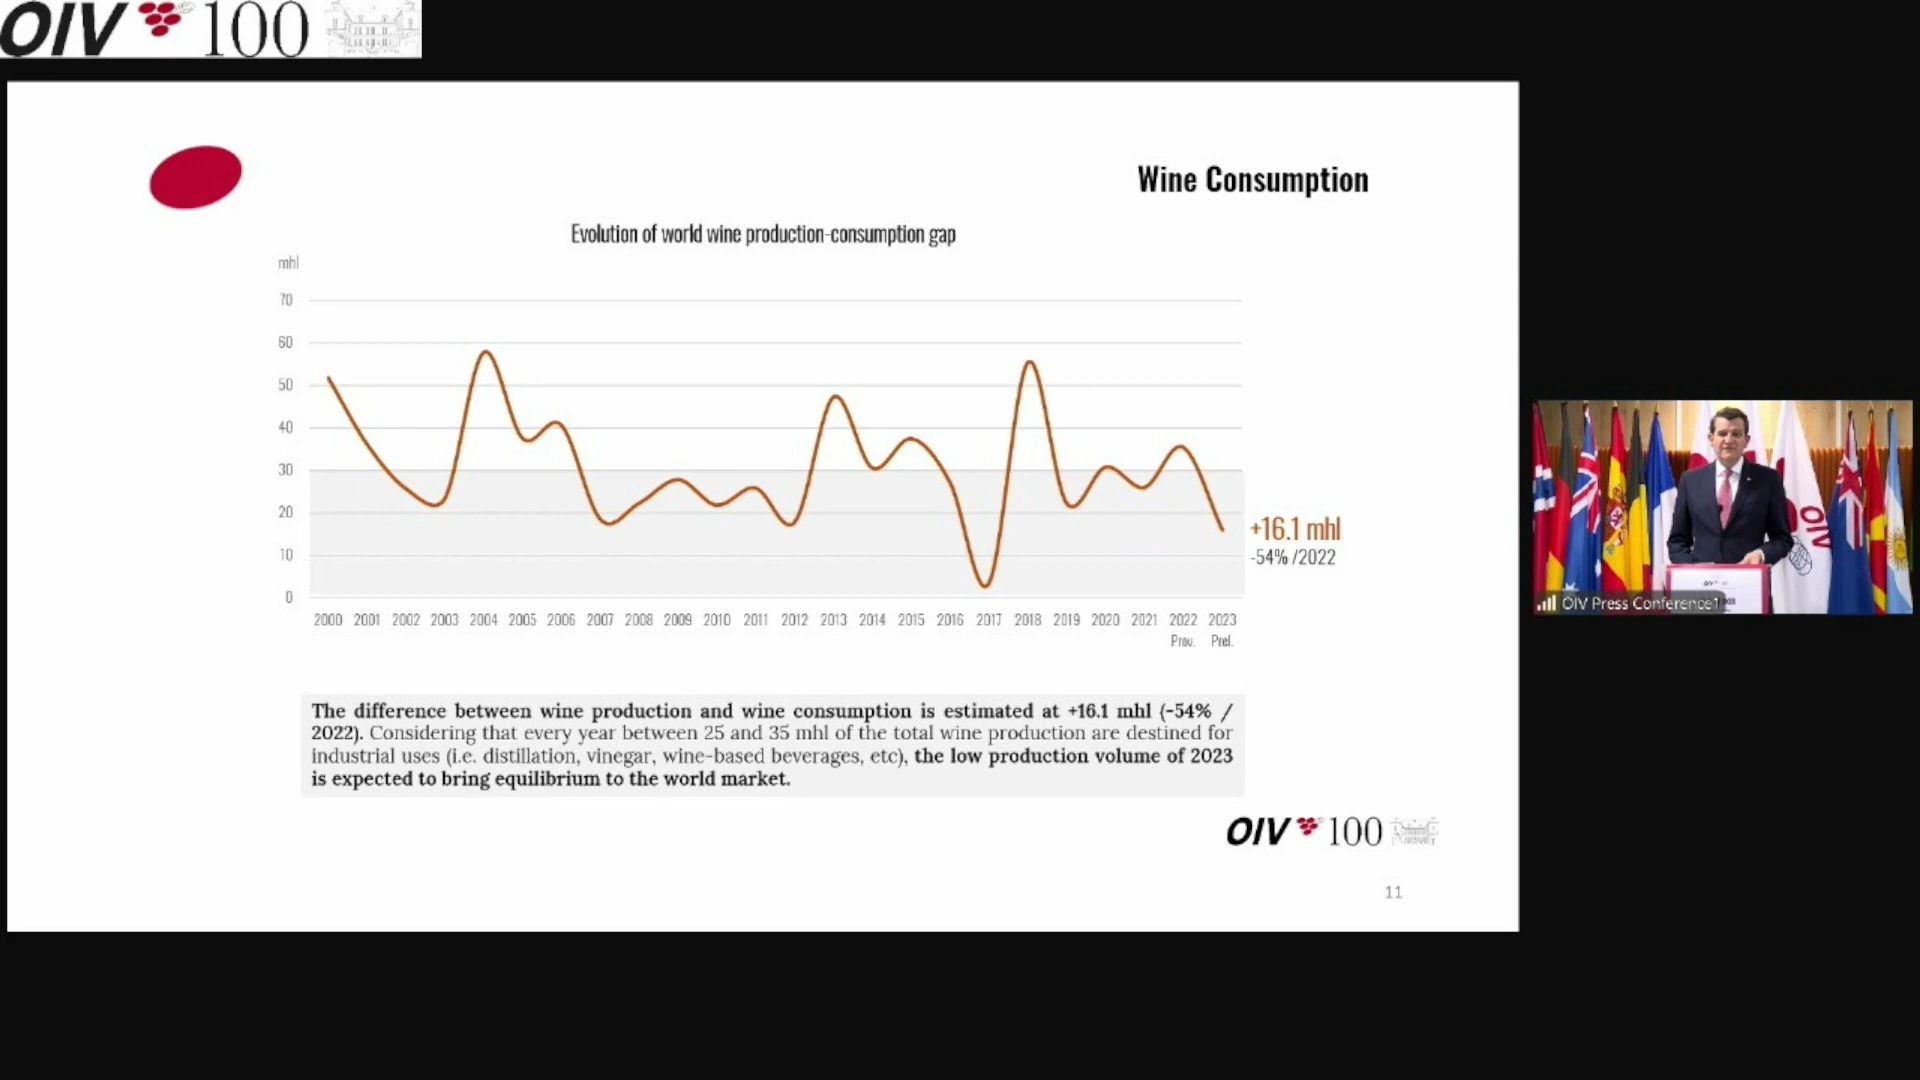 OIV 100
Wine Consumption
Evolution of world wine production-consumption gap
mhl
70
60
50
40
30
20
10
0
+16.1 mhl
-54% /2022
2000 2001 2002 2003 2004 2005 2006 2007 2008 2009 2010 2011 2012 2013 2014 2015 2016 2017 2018 2019 2020 2021 2022 2023
Prov. Prel.
The difference between wine production and wine consumption is estimated at +16.1 mhl (-54% /
2022). Considering that every year between 25 and 35 mhl of the total wine production are destined for
industrial uses (i.e. distillation, vinegar, wine-based beverages, etc), the low production volume of 2023
is expected to bring equilibrium to the world market.
OIV 100
11
OIV
OIV Press Conference1